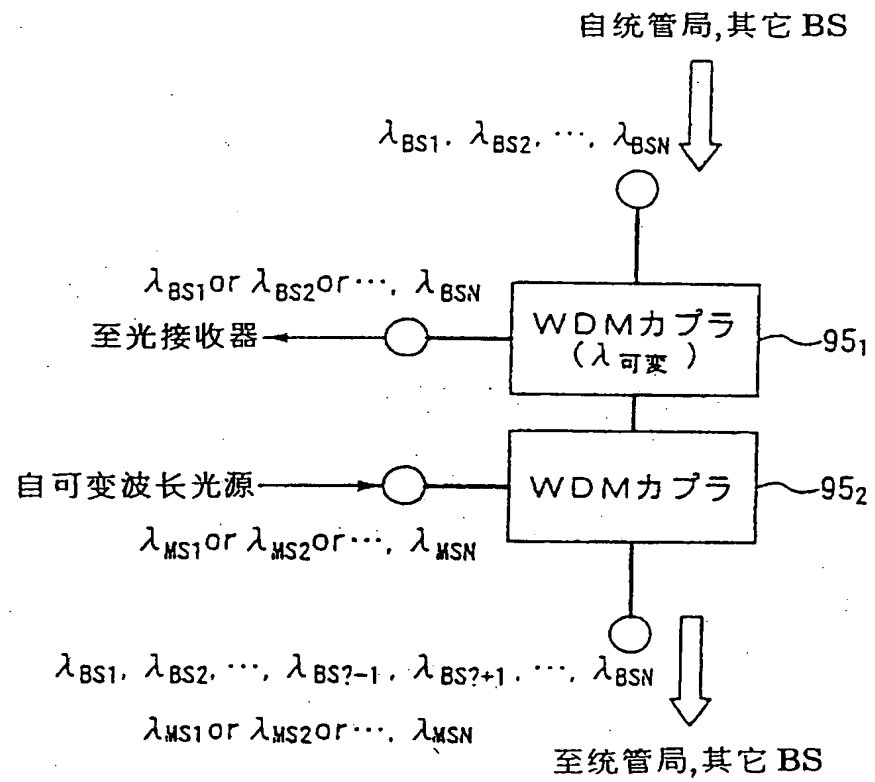 自统管局,其它 BS
λBS1, λBS2, ···, λBSN
λBS1 or λBS2 or ···, λBSN
至光接收器
WDMカプラ
(λ可変)
95₁
自可变波长光源
WDMカプラ
95₂
λMS1 or λMS2 or ···, λMSN
λBS1, λBS2, ···, λBS?−1, λBS?+1, ···, λBSN
λMS1 or λMS2 or ···, λMSN
至统管局,其它 BS